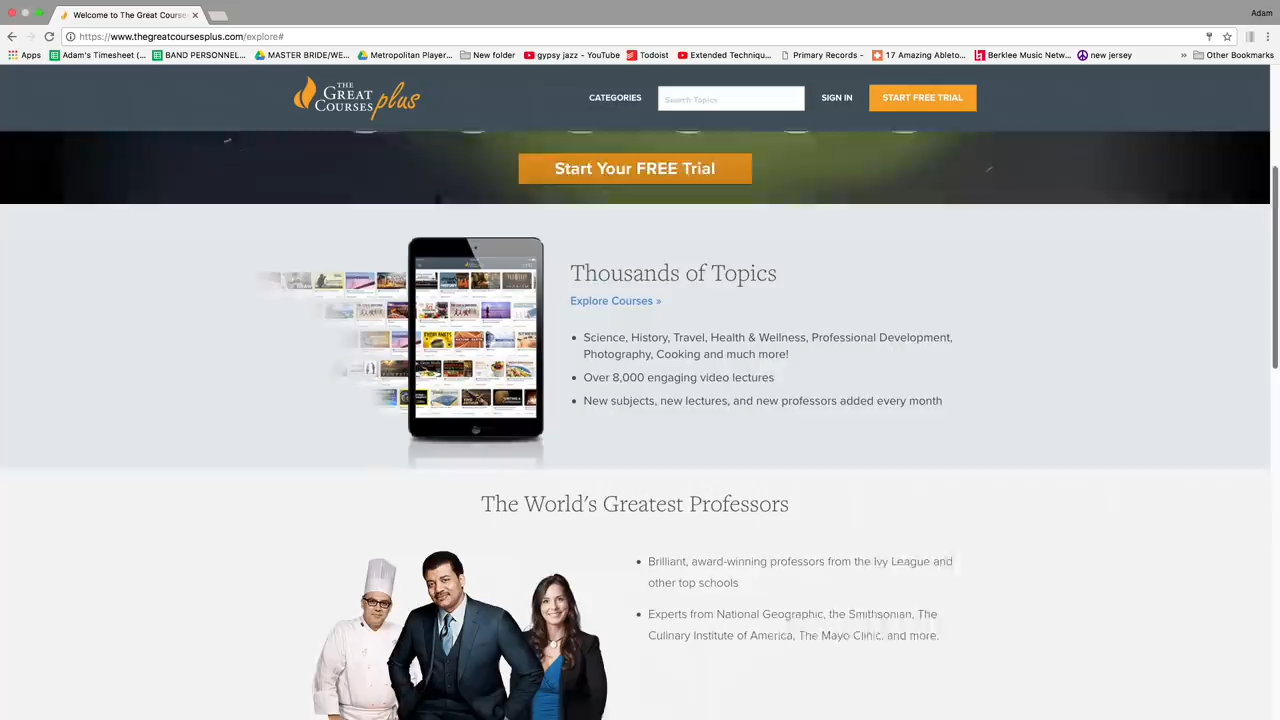 Welcome to The Great Course
Adam
https://www.thegreatcoursesplus.com/explore#
Apps Adam's Timesheet (... BAND PERSONNEL... MASTER BRIDE/WE... Metropolitan Player... New folder gypsy jazz - YouTube Todoist Extended Techniqu... Primary Records - 17 Amazing Ableto... Berklee Music Netw... new jersey » Other Bookmarks
THE GREAT COURSES plus
CATEGORIES
Search Topics
SIGN IN
START FREE TRIAL
Start Your FREE Trial
Thousands of Topics
Explore Courses »
• Science, History, Travel, Health & Wellness, Professional Development,
Photography, Cooking and much more!
• Over 8,000 engaging video lectures
• New subjects, new lectures, and new professors added every month
The World's Greatest Professors
• Brilliant, award-winning professors from the Ivy League and
other top schools
• Experts from National Geographic, the Smithsonian, The
Culinary Institute of America, The Mayo Clinic, and more.